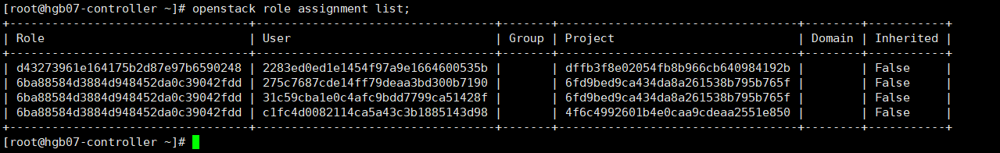 [root@hgb07-controller ~]# openstack role assignment list;
+----------------------------------+----------------------------------+-------+----------------------------------+--------+-----------+
| Role                             | User                             | Group | Project                          | Domain | Inherited |
+----------------------------------+----------------------------------+-------+----------------------------------+--------+-----------+
| d43273961e164175b2d87e97b6590248 | 2283ed0ed1e1454f97a9e1664600535b |       | dffb3f8e02054fb8b966cb640984192b |        | False     |
| 6ba88584d3884d948452da0c39042fdd | 275c7687cde14ff79deaa3bd300b7190 |       | 6fd9bed9ca434da8a261538b795b765f |        | False     |
| 6ba88584d3884d948452da0c39042fdd | 31c59cba1e0c4afc9bdd7799ca51428f |       | 6fd9bed9ca434da8a261538b795b765f |        | False     |
| 6ba88584d3884d948452da0c39042fdd | c1fc4d0082114ca5a43c3b1885143d98 |       | 4f6c4992601b4e0caa9cdeaa2551e850 |        | False     |
+----------------------------------+----------------------------------+-------+----------------------------------+--------+-----------+
[root@hgb07-controller ~]#